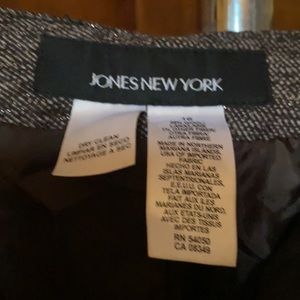 JONES NEW YORK
DRY CLEAN
LIMPIAR EN SECO
NETTOYAGE A SEC
MADE IN NORTHERN
MARIANA ISLANDS,
USA OF IMPORTED
FABRIC
HECHO EN LAS
ISLAS MARIANAS
SEPTENTRIONALES,
E.E.U.U. CON
TELA IMPORTADA
FAIT AUX ILES
MARIANES DU NORD,
AUX ETATS-UNIS
AVEC DES TISSUS
IMPORTES
RN 54050
CA 08349